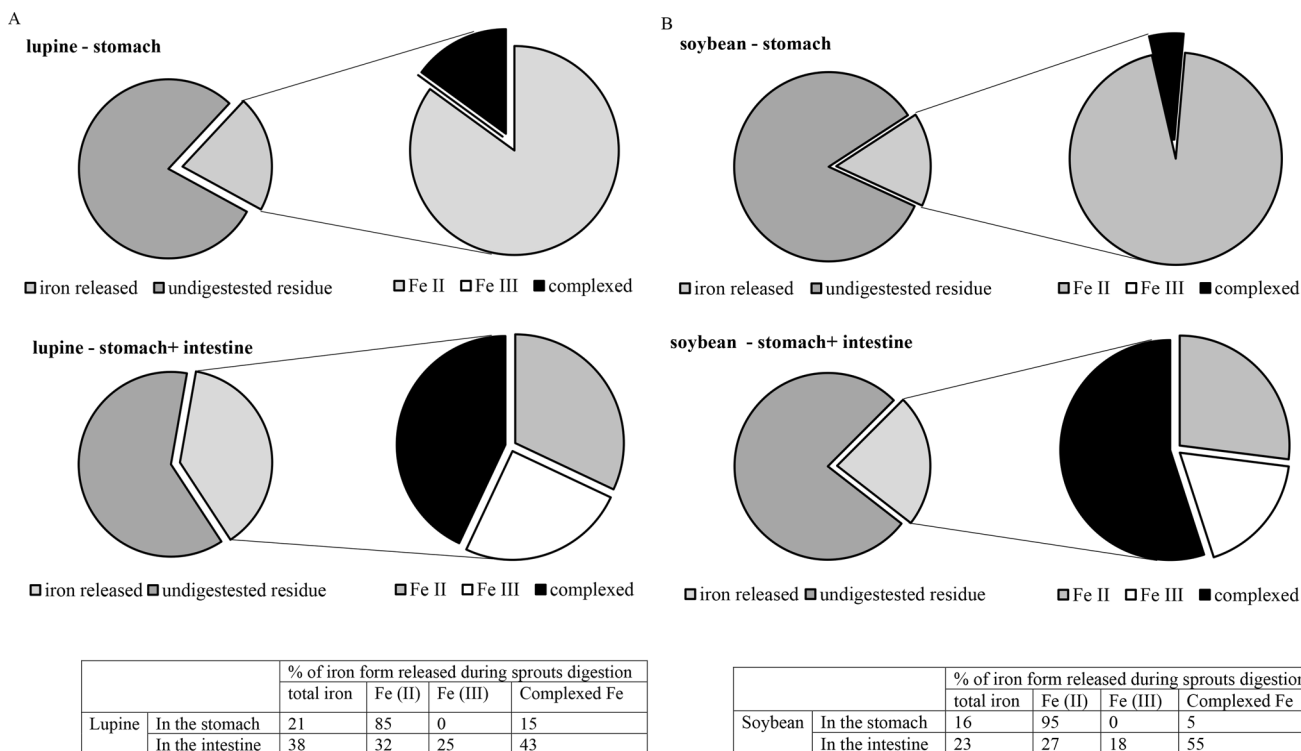 A
lupine - stomach
iron released undigestested residue
Fe II Fe III complexed
lupine - stomach+ intestine
iron released undigestested residue
Fe II Fe III complexed
% of iron form released during sprouts digestion
total iron Fe (II) Fe (III) Complexed Fe
Lupine In the stomach 21 85 0 15
In the intestine 38 32 25 43
B
soybean - stomach
iron released undigestested residue
Fe II Fe III complexed
soybean - stomach+ intestine
iron released undigestested residue
Fe II Fe III complexed
% of iron form released during sprouts digestion
total iron Fe (II) Fe (III) Complexed Fe
Soybean In the stomach 16 95 0 5
In the intestine 23 27 18 55